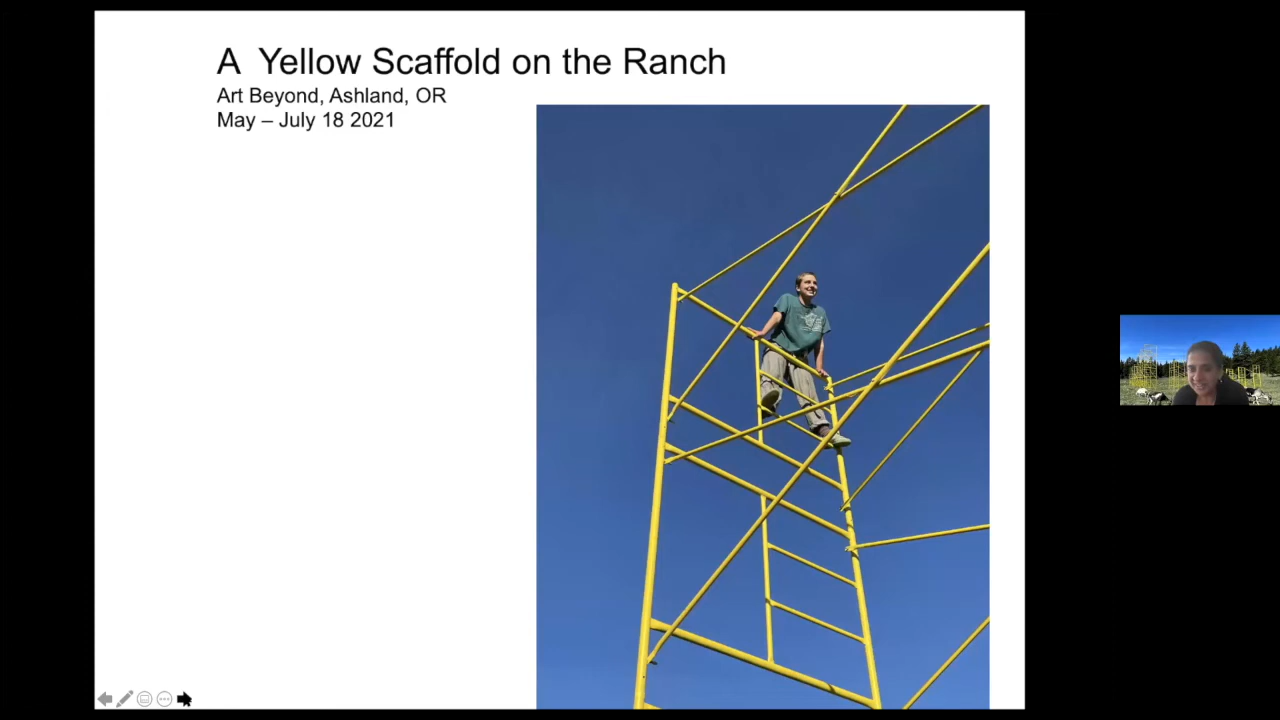 A  Yellow Scaffold on the Ranch
Art Beyond, Ashland, OR
May – July 18 2021